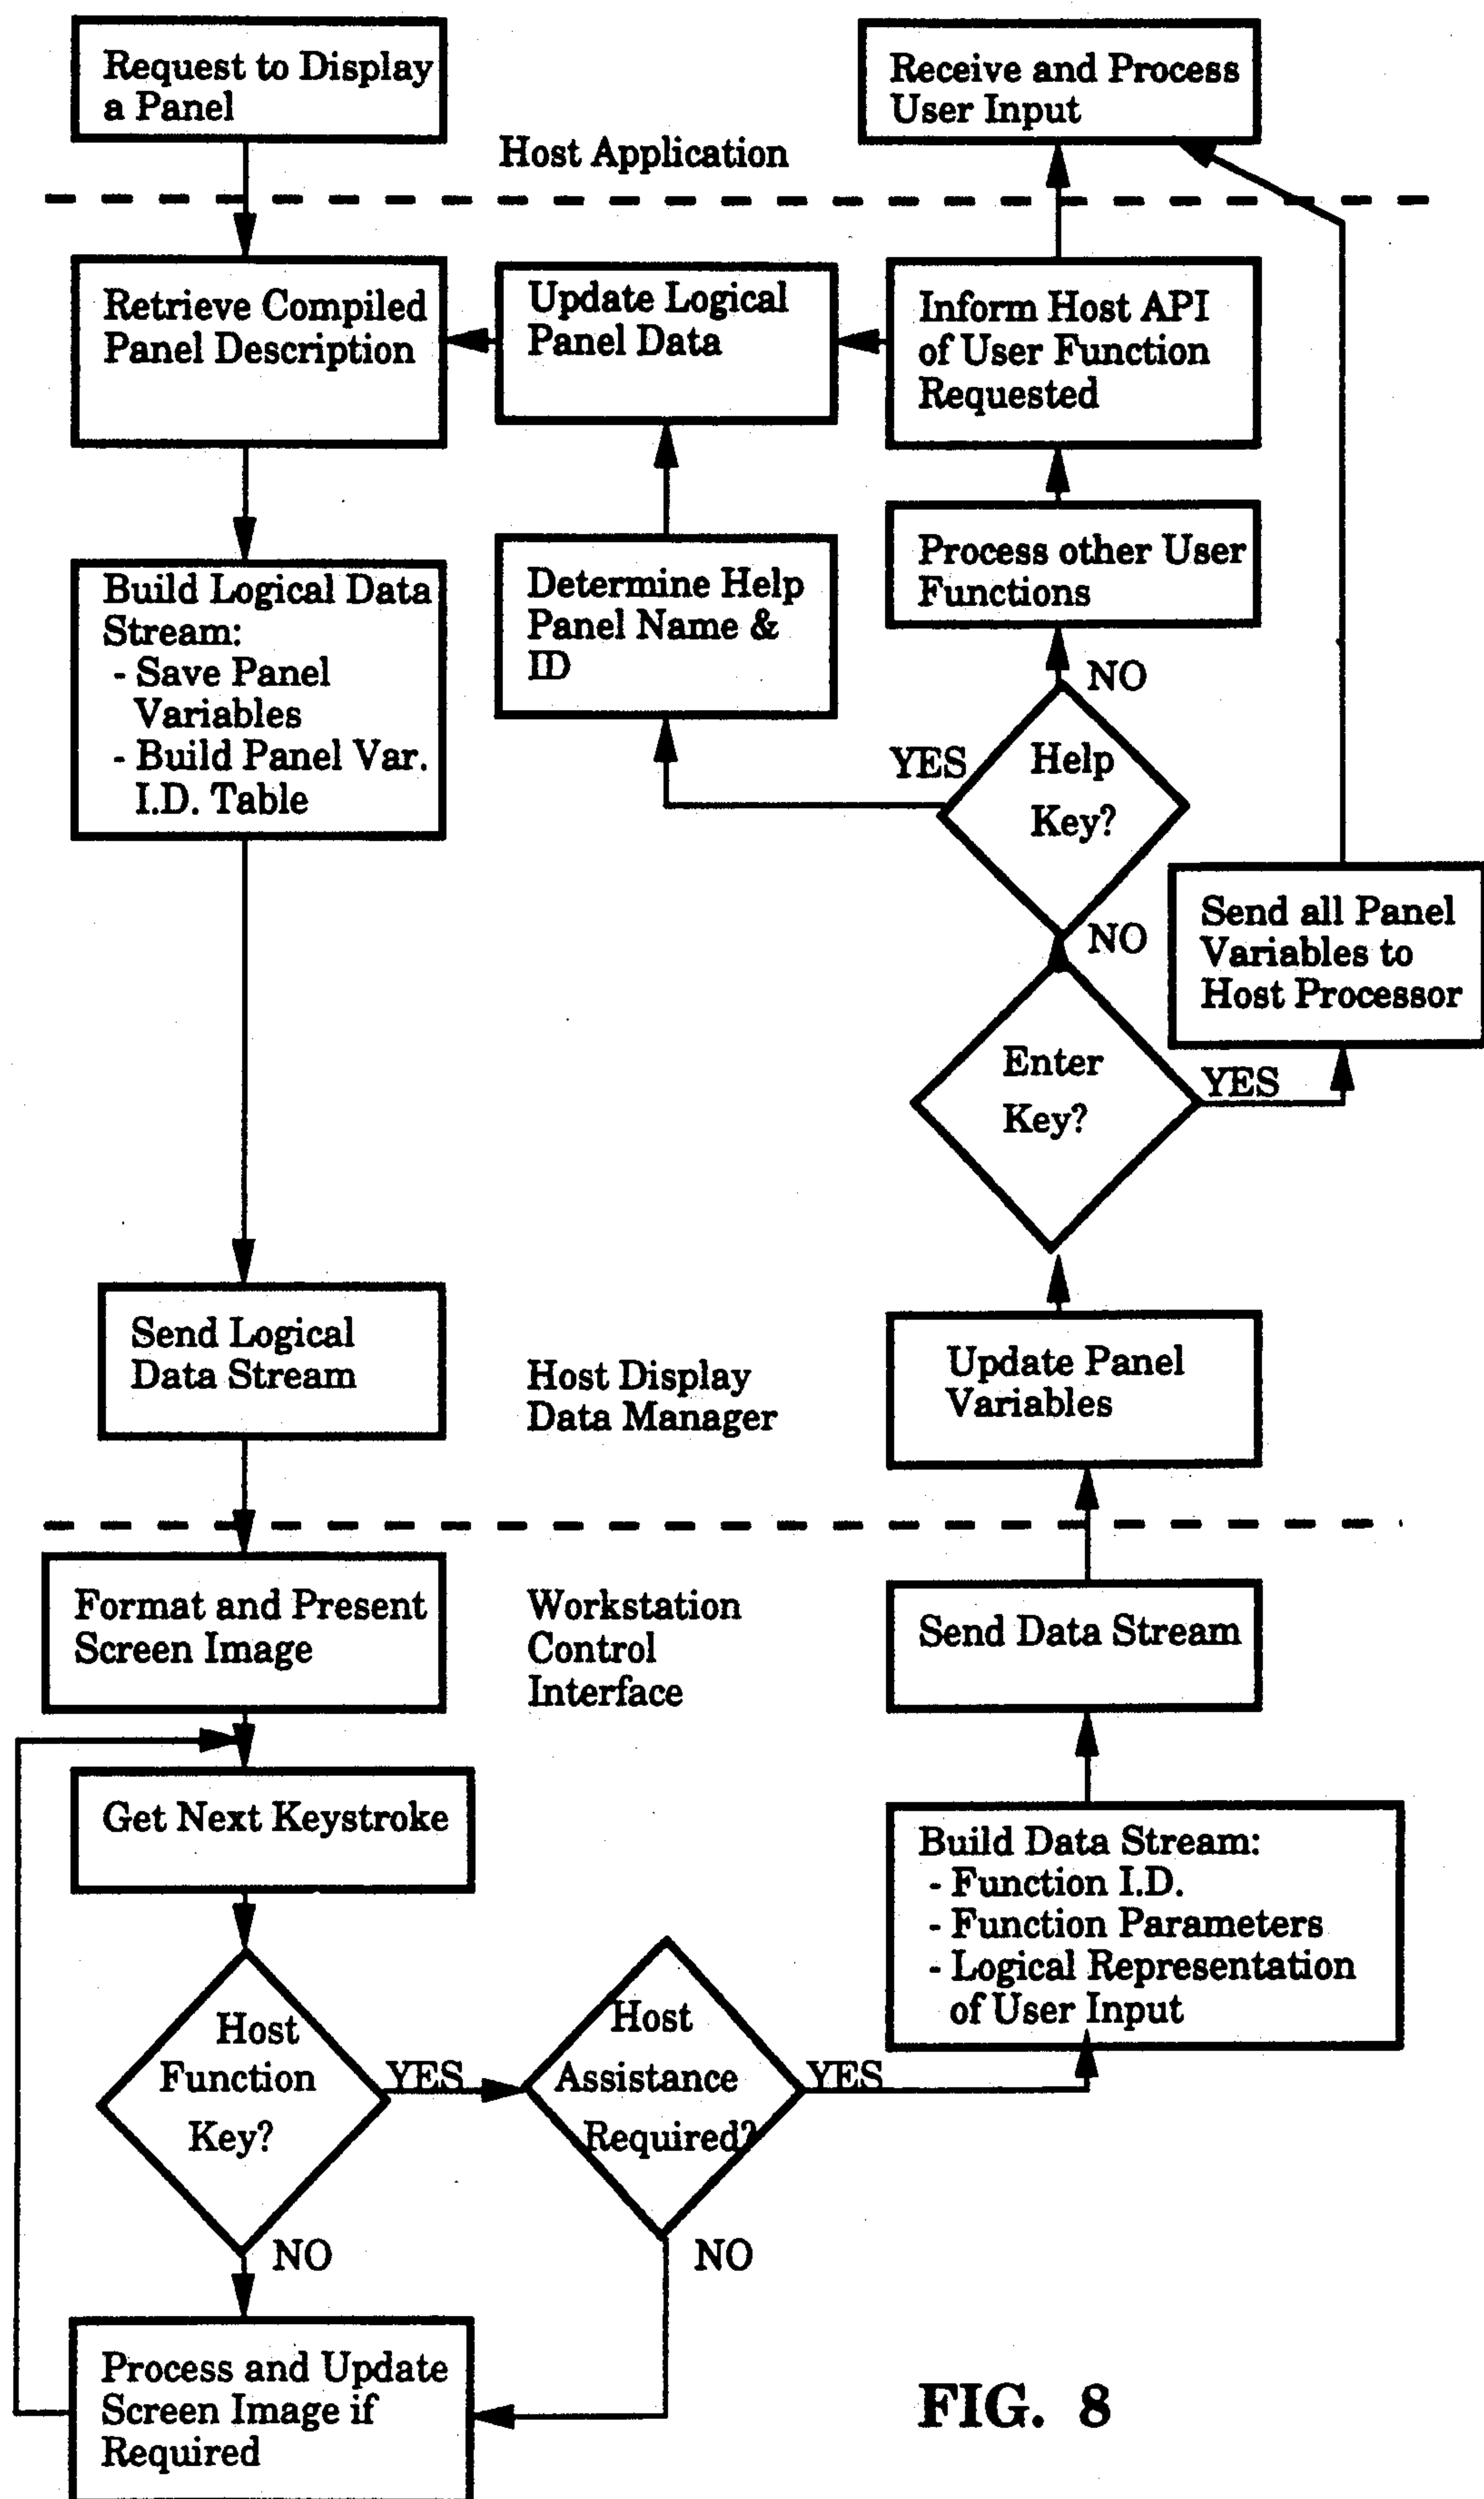 Request to Display
a Panel
Receive and Process
User Input
Host Application
Retrieve Compiled
Panel Description
Update Logical
Panel Data
Inform Host API
of User Function
Requested
Build Logical Data
Stream:
- Save Panel
Variables
- Build Panel Var.
I.D. Table
Determine Help
Panel Name &
ID
Process other User
Functions
NO
YES
Help
Key?
Send all Panel
Variables to
Host Processor
NO
Enter
Key?
YES
Send Logical
Data Stream
Host Display
Data Manager
Update Panel
Variables
Format and Present
Screen Image
Workstation
Control
Interface
Send Data Stream
Get Next Keystroke
Build Data Stream:
- Function I.D.
- Function Parameters
- Logical Representation
of User Input
Host
Function
Key?
YES
Host
Assistance
Required?
YES
NO
NO
Process and Update
Screen Image if
Required
FIG. 8